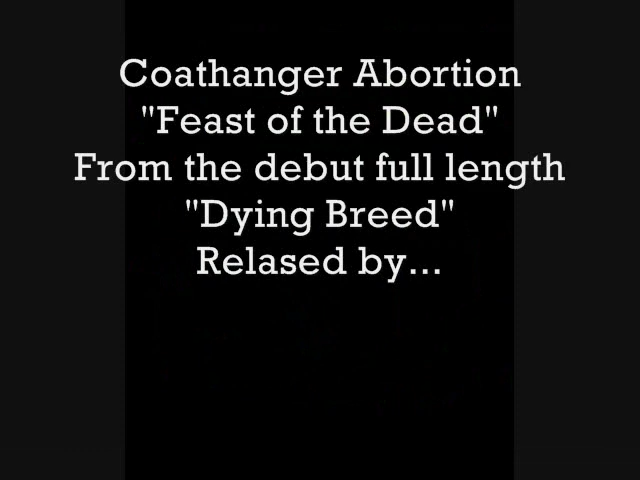 Coathanger Abortion
"Feast of the Dead"
From the debut full length
"Dying Breed"
Relased by...